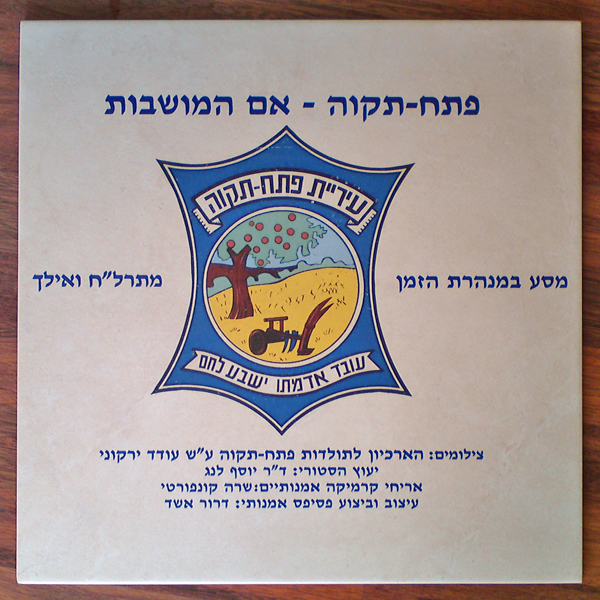 פתח-תקוה - אם המושבות
עיריית פתח-תקוה
מסע במנהרת הזמן
מתרל"ח ואילך
עובד אדמתו ישבע לחם
צילומים: הארכיון לתולדות פתח-תקוה ע"ש עודד ירקוני
יעוץ הסטורי: ד"ר יוסף לנג
אריחי קרמיקה אמנותיים:שרה קונפורטי
עיצוב וביצוע פסיפס אמנותי: דרור אשד